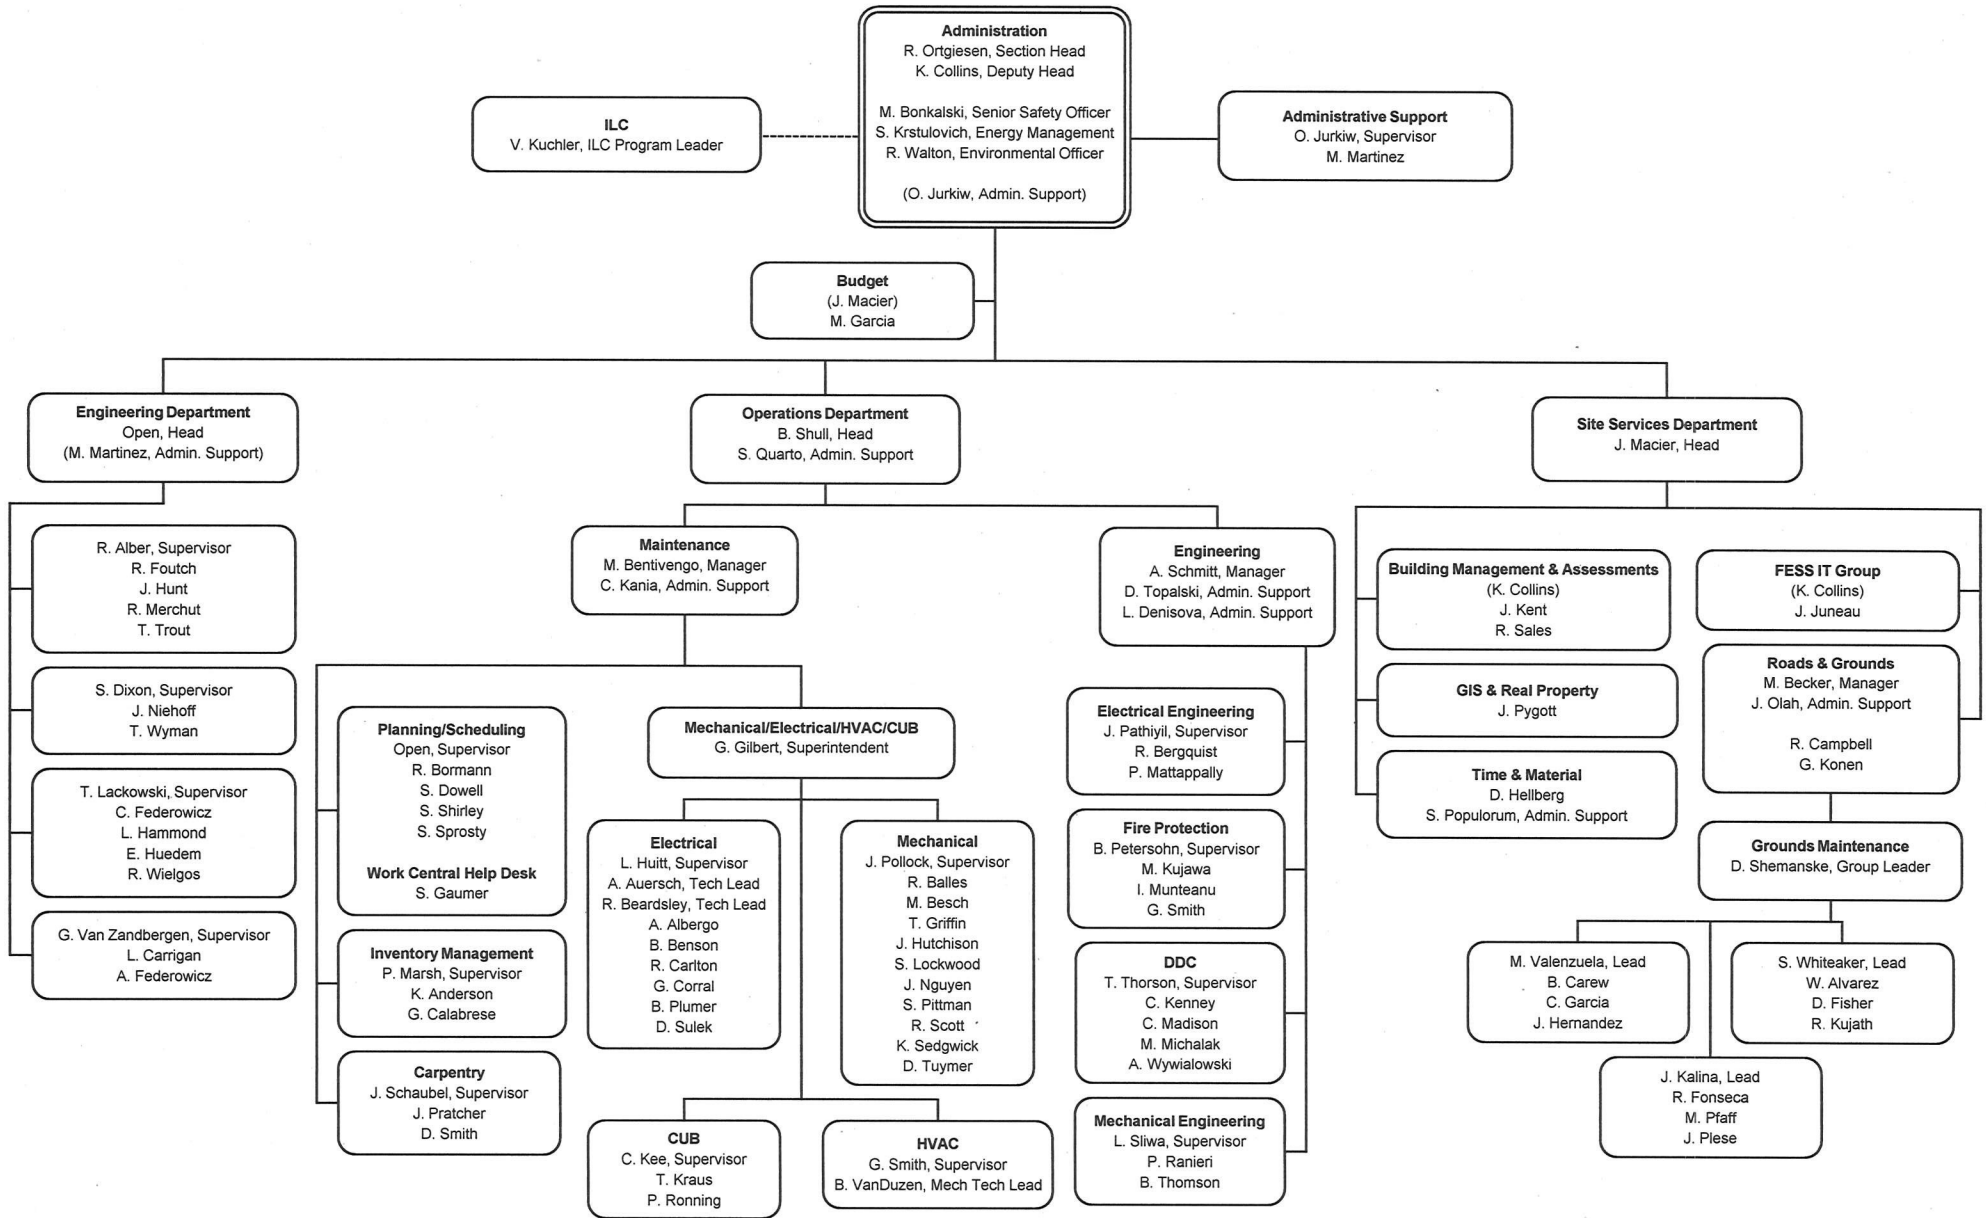 Administration
R. Ortgiesen, Section Head
K. Collins, Deputy Head
M. Bonkalski, Senior Safety Officer
S. Krstulovich, Energy Management
R. Walton, Environmental Officer
(O. Jurkiw, Admin. Support)
ILC
V. Kuchler, ILC Program Leader
Administrative Support
O. Jurkiw, Supervisor
M. Martinez
Budget
(J. Macier)
M. Garcia
Engineering Department
Open, Head
(M. Martinez, Admin. Support)
R. Alber, Supervisor
R. Foutch
J. Hunt
R. Merchut
T. Trout
S. Dixon, Supervisor
J. Niehoff
T. Wyman
T. Lackowski, Supervisor
C. Federowicz
L. Hammond
E. Huedem
R. Wielgos
G. Van Zandbergen, Supervisor
L. Carrigan
A. Federowicz
Operations Department
B. Shull, Head
S. Quarto, Admin. Support
Maintenance
M. Bentivengo, Manager
C. Kania, Admin. Support
Planning/Scheduling
Open, Supervisor
R. Bormann
S. Dowell
S. Shirley
S. Sprosty
Work Central Help Desk
S. Gaumer
Inventory Management
P. Marsh, Supervisor
K. Anderson
G. Calabrese
Carpentry
J. Schaubel, Supervisor
J. Pratcher
D. Smith
Mechanical/Electrical/HVAC/CUB
G. Gilbert, Superintendent
Electrical
L. Huitt, Supervisor
A. Auersch, Tech Lead
R. Beardsley, Tech Lead
A. Albergo
B. Benson
R. Carlton
G. Corral
B. Plumer
D. Sulek
Mechanical
J. Pollock, Supervisor
R. Balles
M. Besch
T. Griffin
J. Hutchison
S. Lockwood
J. Nguyen
S. Pittman
R. Scott
K. Sedgwick
D. Tuymer
CUB
C. Kee, Supervisor
T. Kraus
P. Ronning
HVAC
G. Smith, Supervisor
B. VanDuzen, Mech Tech Lead
Engineering
A. Schmitt, Manager
D. Topalski, Admin. Support
L. Denisova, Admin. Support
Electrical Engineering
J. Pathiyil, Supervisor
R. Bergquist
P. Mattappally
Fire Protection
B. Petersohn, Supervisor
M. Kujawa
I. Munteanu
G. Smith
DDC
T. Thorson, Supervisor
C. Kenney
C. Madison
M. Michalak
A. Wywialowski
Mechanical Engineering
L. Sliwa, Supervisor
P. Ranieri
B. Thomson
Site Services Department
J. Macier, Head
Building Management & Assessments
(K. Collins)
J. Kent
R. Sales
GIS & Real Property
J. Pygott
Time & Material
D. Hellberg
S. Populorum, Admin. Support
FESS IT Group
(K. Collins)
J. Juneau
Roads & Grounds
M. Becker, Manager
J. Olah, Admin. Support
R. Campbell
G. Konen
Grounds Maintenance
D. Shemanske, Group Leader
M. Valenzuela, Lead
B. Carew
C. Garcia
J. Hernandez
S. Whiteaker, Lead
W. Alvarez
D. Fisher
R. Kujath
J. Kalina, Lead
R. Fonseca
M. Pfaff
J. Plese